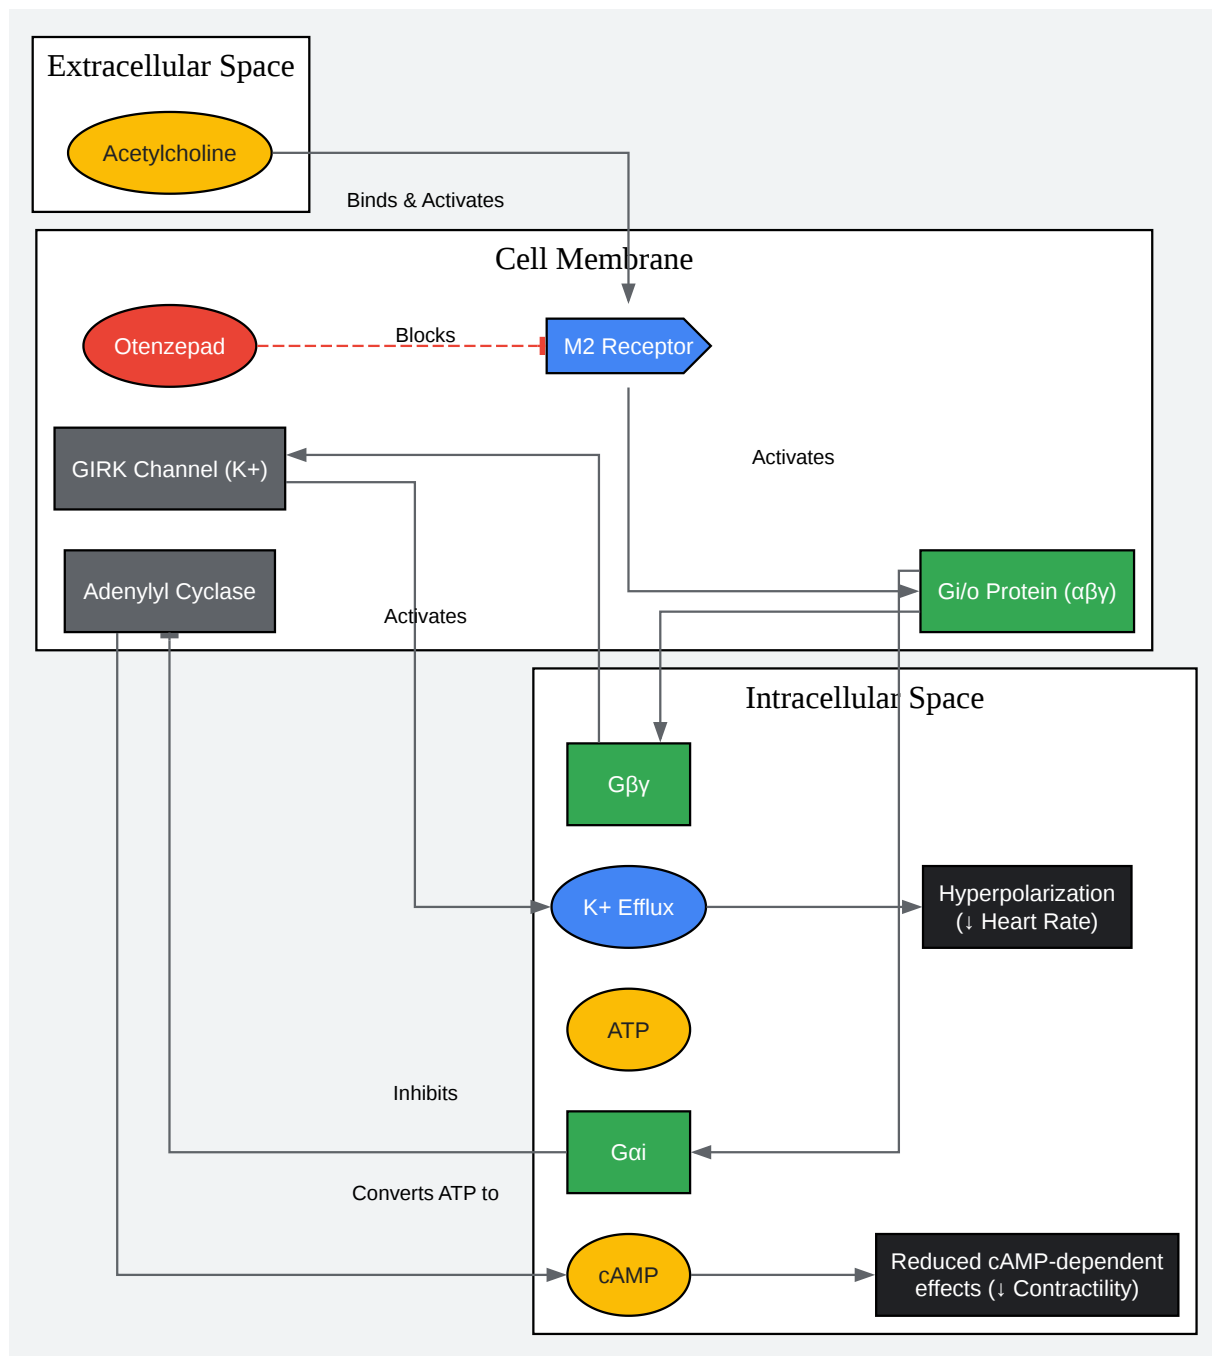 Extracellular Space
Acetylcholine
Binds & Activates
Cell Membrane
Otenzepad
Blocks
M2 Receptor
GIRK Channel (K+)
Activates
Adenylyl Cyclase
Activates
Gi/o Protein (αβγ)
Intracellular Space
Gβγ
K+ Efflux
Hyperpolarization
(↓ Heart Rate)
ATP
Inhibits
Gαi
Converts ATP to
cAMP
Reduced cAMP-dependent
effects (↓ Contractility)